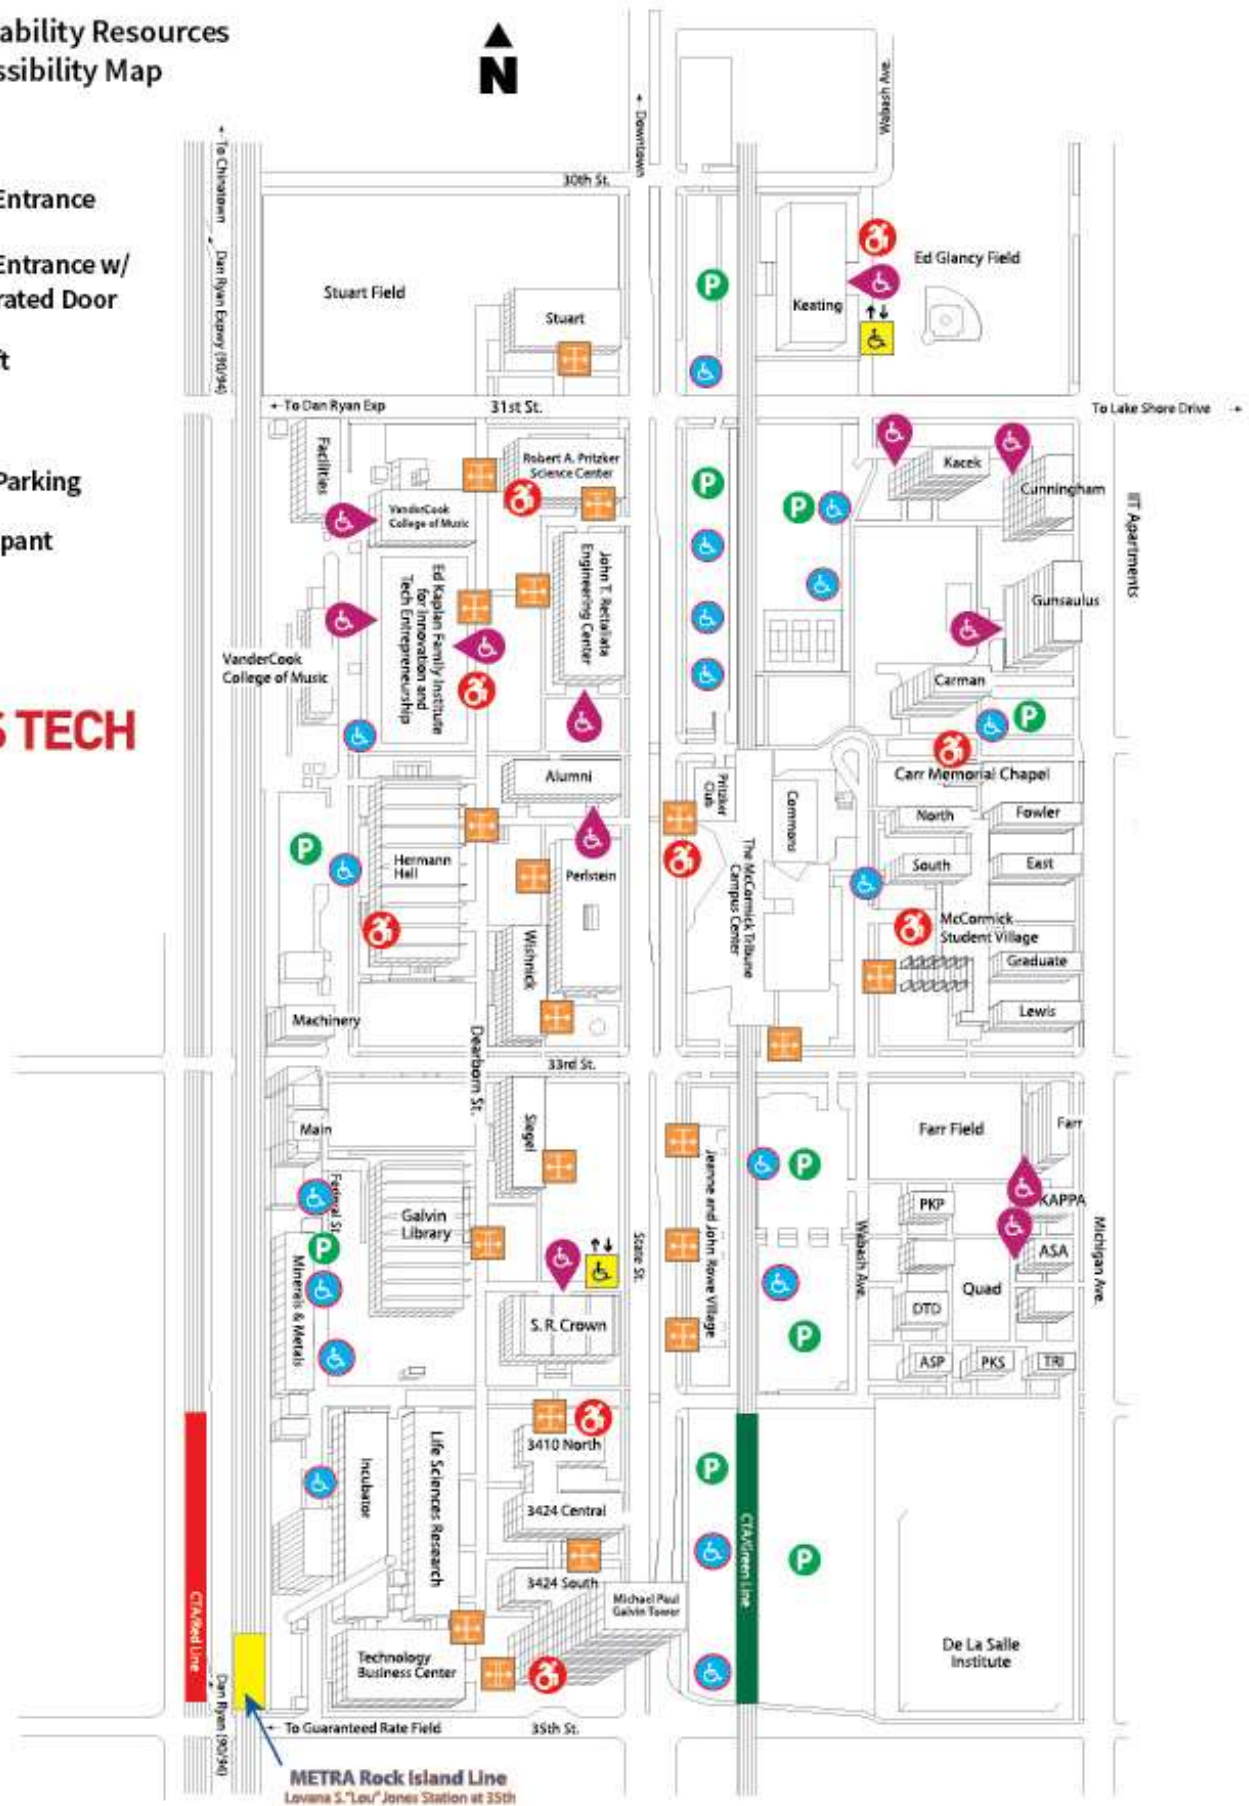 ability Resources
ssibility Map
N
Entrance
Entrance w/
rated Door
ft
Parking
pant
S TECH
← To Chinatown
Dan Ryan Expwy (90/94)
← Downtown
Wabash Ave.
30th St.
Stuart Field
Stuart
P
Keating
Ed Glancy Field
← To Dan Ryan Exp
31st St.
To Lake Shore Drive →
Facilities
Robert A. Pritzker
Science Center
VanderCook
College of Music
P
P
Kacek
Cunningham
IIT Apartments
Ed Kaplan Family Institute
for Innovation and
Tech Entrepreneurship
John T. Rettaliata
Engineering Center
Gunsaulus
VanderCook
College of Music
Carman
P
Alumni
Pritzker
Club
Commons
Carr Memorial Chapel
North
Fowler
P
Hermann
Hall
Perlstein
The McCormick Tribune
Campus Center
South
East
Wishnick
McCormick
Student Village
Graduate
Lewis
Machinery
Dearborn St.
33rd St.
Main
Siegel
Farr Field
Farr
Federal St.
Galvin
Library
Jeanne and John Rowe Village
P
PKP
KAPPA
P
Minerals & Metals
State St.
Wabash Ave.
ASA
Michigan Ave.
Quad
DTD
S. R. Crown
P
ASP
PKS
TRI
3410 North
Incubator
Life Sciences Research
P
3424 Central
CTA/Green Line
P
3424 South
Michael Paul
Galvin Tower
CTA/Red Line
Technology
Business Center
De La Salle
Institute
Dan Ryan (90/94)
← To Guaranteed Rate Field
35th St.
METRA Rock Island Line
Lovana S. "Lou" Jones Station at 35th